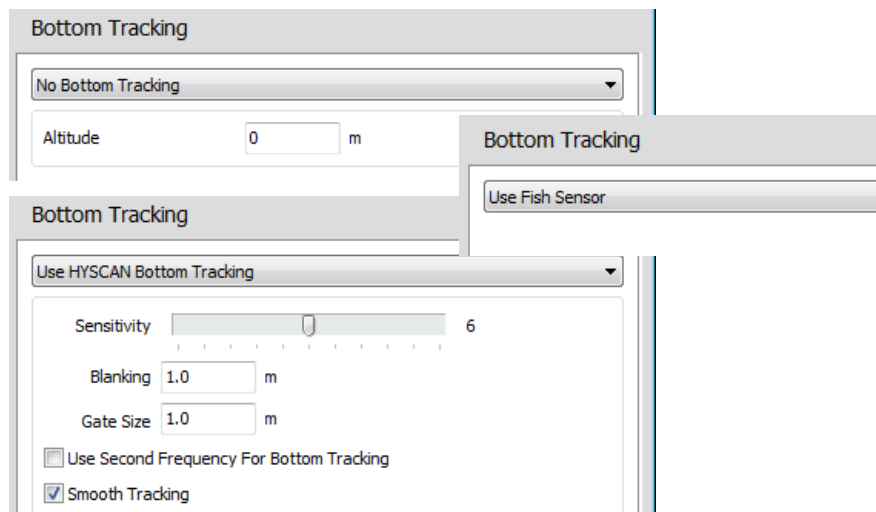 Bottom Tracking
No Bottom Tracking
Altitude 0 m
Bottom Tracking
Use Fish Sensor
Bottom Tracking
Use HYSCAN Bottom Tracking
Sensitivity 6
Blanking 1.0 m
Gate Size 1.0 m
Use Second Frequency For Bottom Tracking
Smooth Tracking